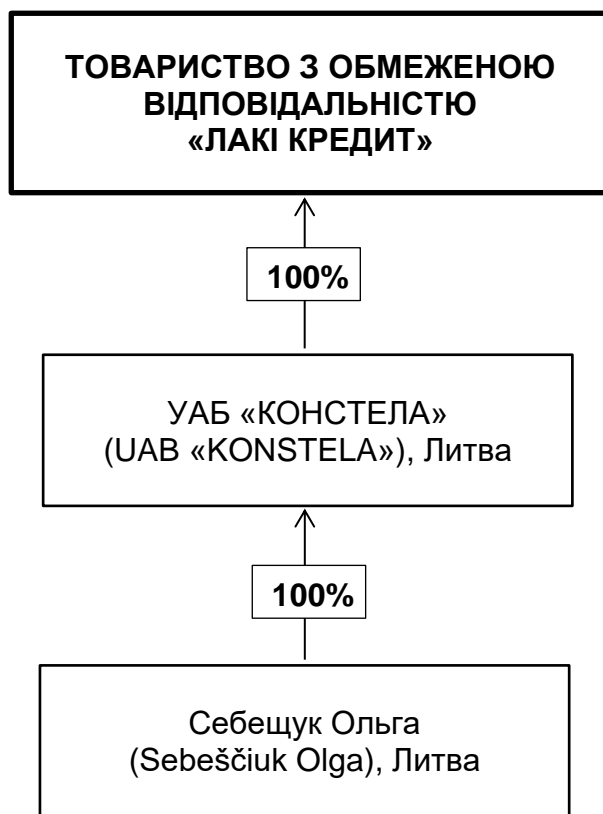 ТОВАРИСТВО З ОБМЕЖЕНОЮ
ВІДПОВІДАЛЬНІСТЮ
«ЛАКІ КРЕДИТ»
100%
УАБ «КОНСТЕЛА»
(UAB «KONSTELA»), Литва
100%
Себещук Ольга
(Sebeščiuk Olga), Литва